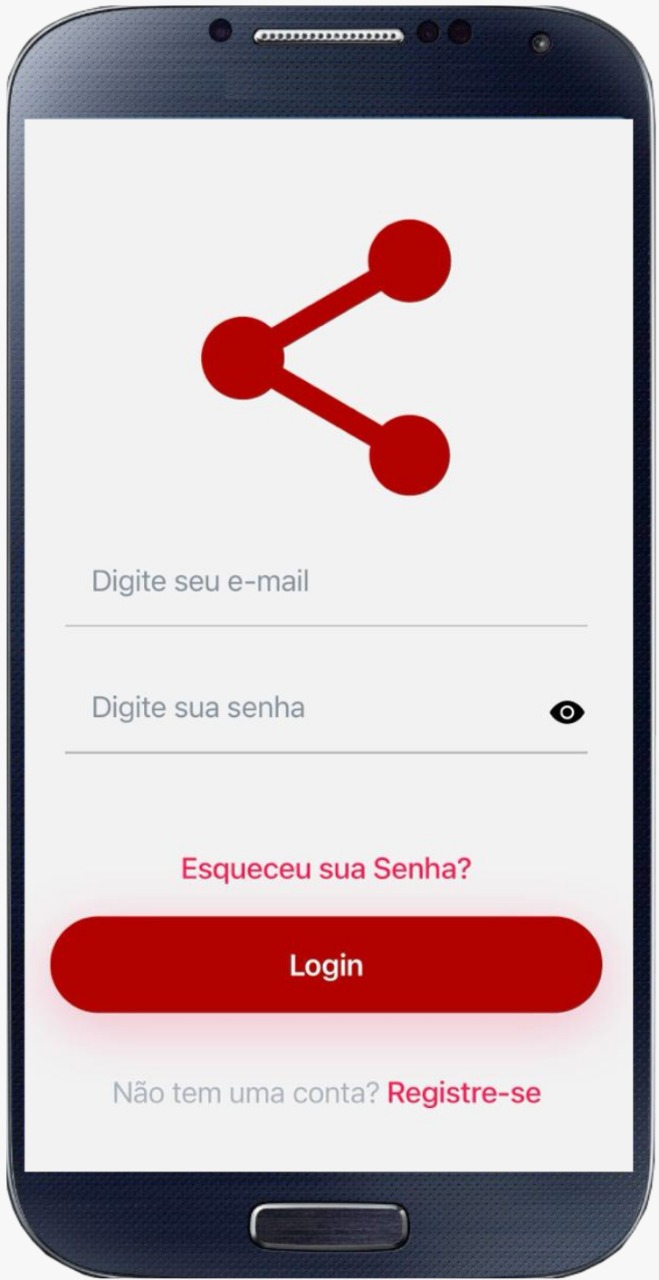 Digite seu e-mail
Digite sua senha
Esqueceu sua Senha?
Login
Não tem uma conta? Registre-se